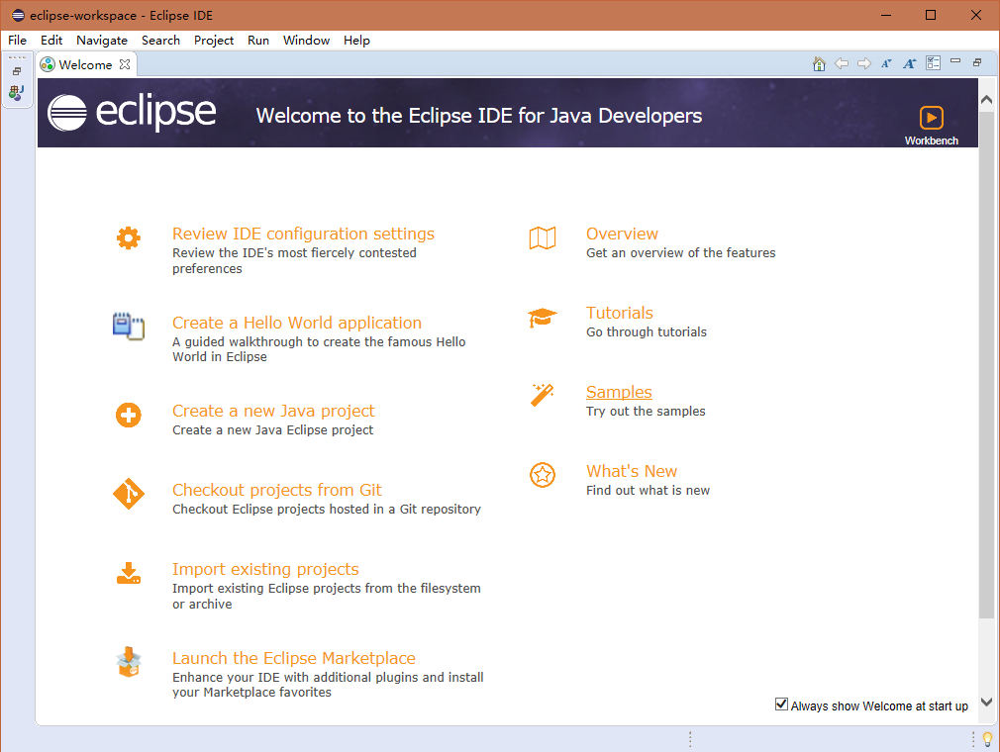 eclipse-workspace - Eclipse IDE
File Edit Navigate Search Project Run Window Help
Welcome
eclipse
Welcome to the Eclipse IDE for Java Developers
Workbench
Review IDE configuration settings
Review the IDE's most fiercely contested
preferences
Create a Hello World application
A guided walkthrough to create the famous Hello
World in Eclipse
Create a new Java project
Create a new Java Eclipse project
Checkout projects from Git
Checkout Eclipse projects hosted in a Git repository
Import existing projects
Import existing Eclipse projects from the filesystem
or archive
Launch the Eclipse Marketplace
Enhance your IDE with additional plugins and install
your Marketplace favorites
Overview
Get an overview of the features
Tutorials
Go through tutorials
Samples
Try out the samples
What's New
Find out what is new
Always show Welcome at start up